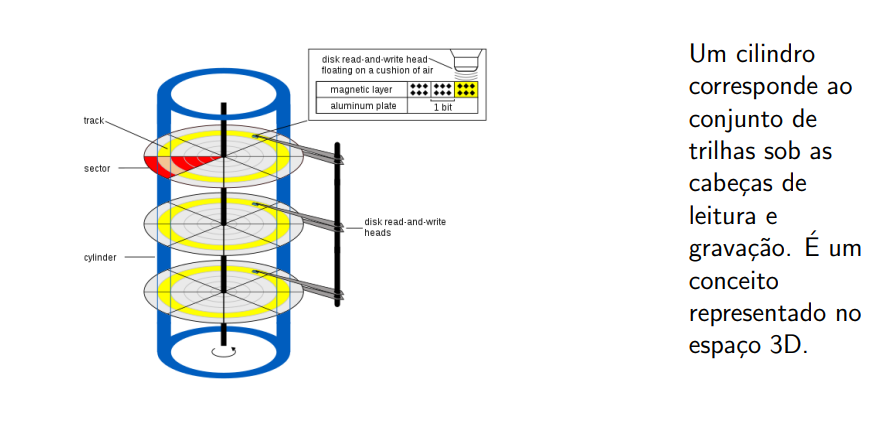 disk read-and-write head
floating on a cushion of air
magnetic layer
aluminum plate
1 bit
track
sector
disk read-and-write
heads
cylinder
Um cilindro
corresponde ao
conjunto de
trilhas sob as
cabeças de
leitura e
gravação. É um
conceito
representado no
espaço 3D.